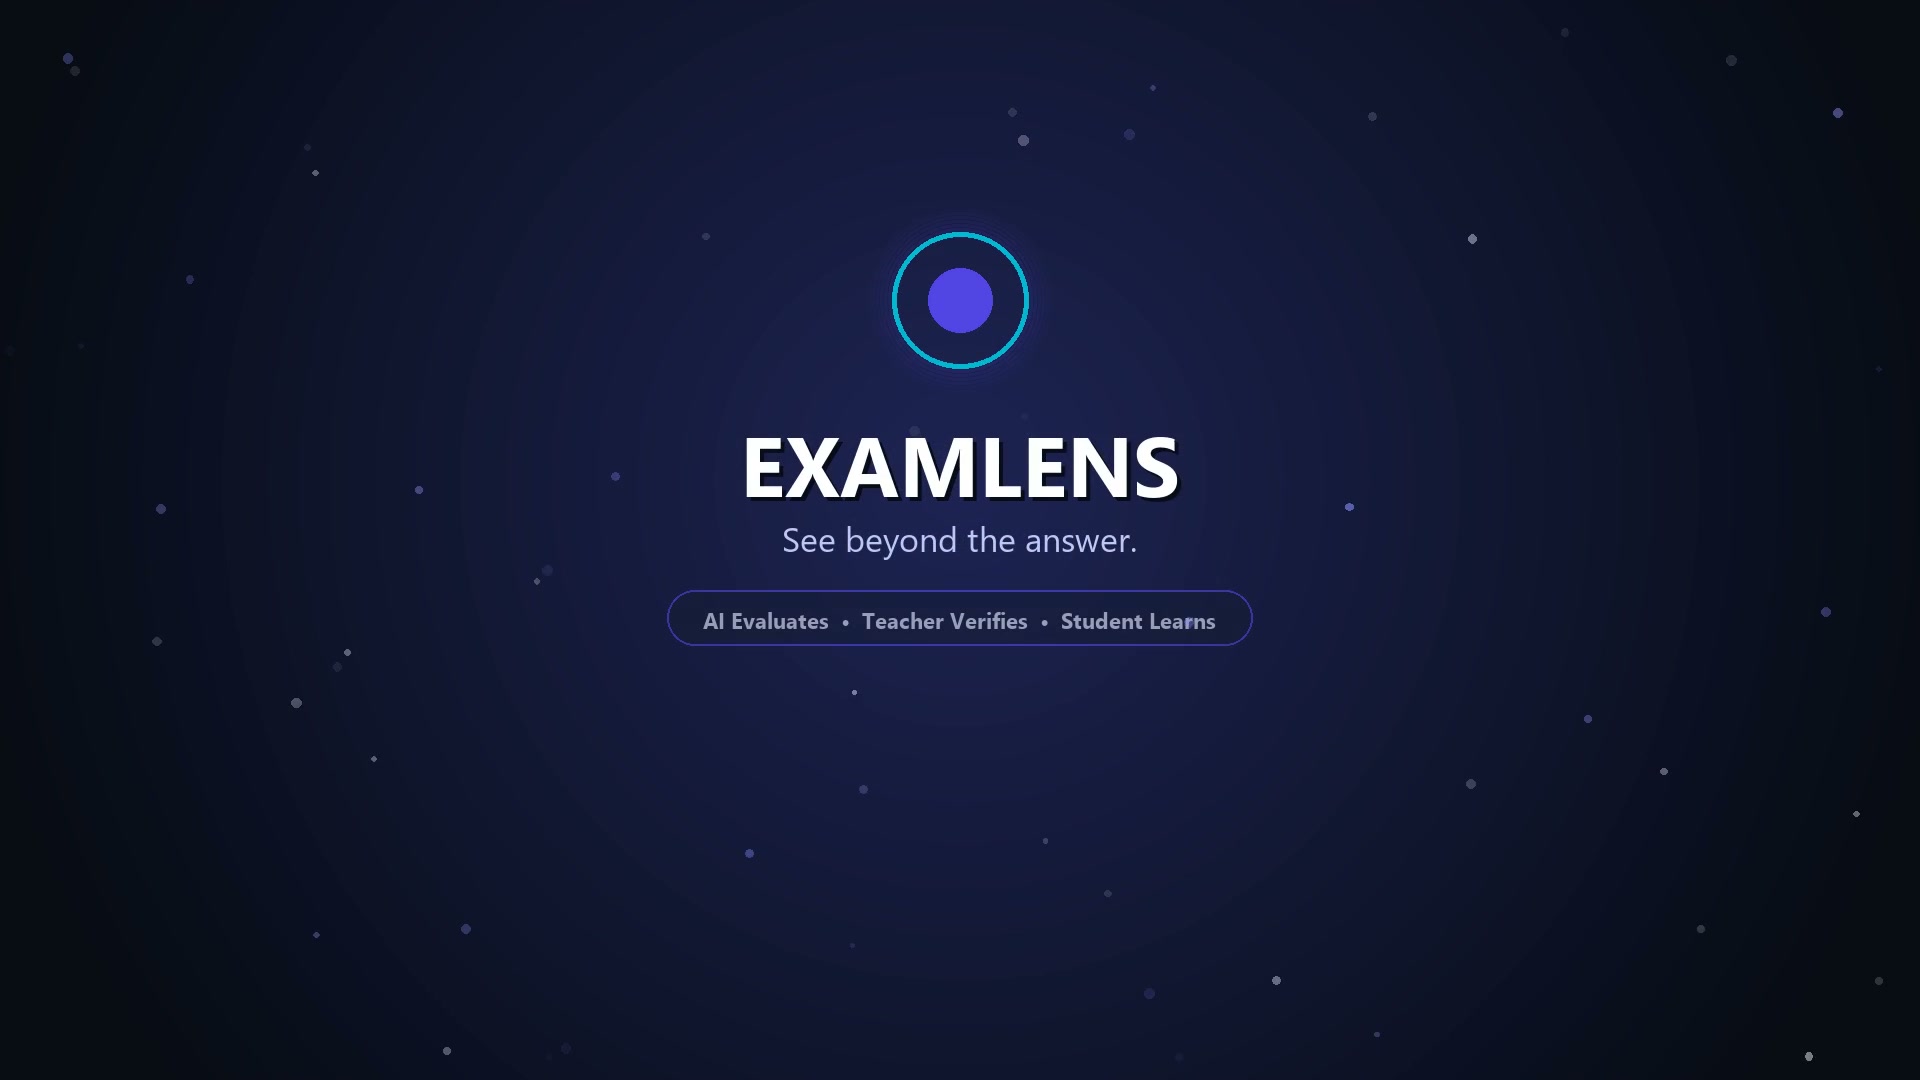 EXAMLENS
See beyond the answer.
AI Evaluates • Teacher Verifies • Student Learns